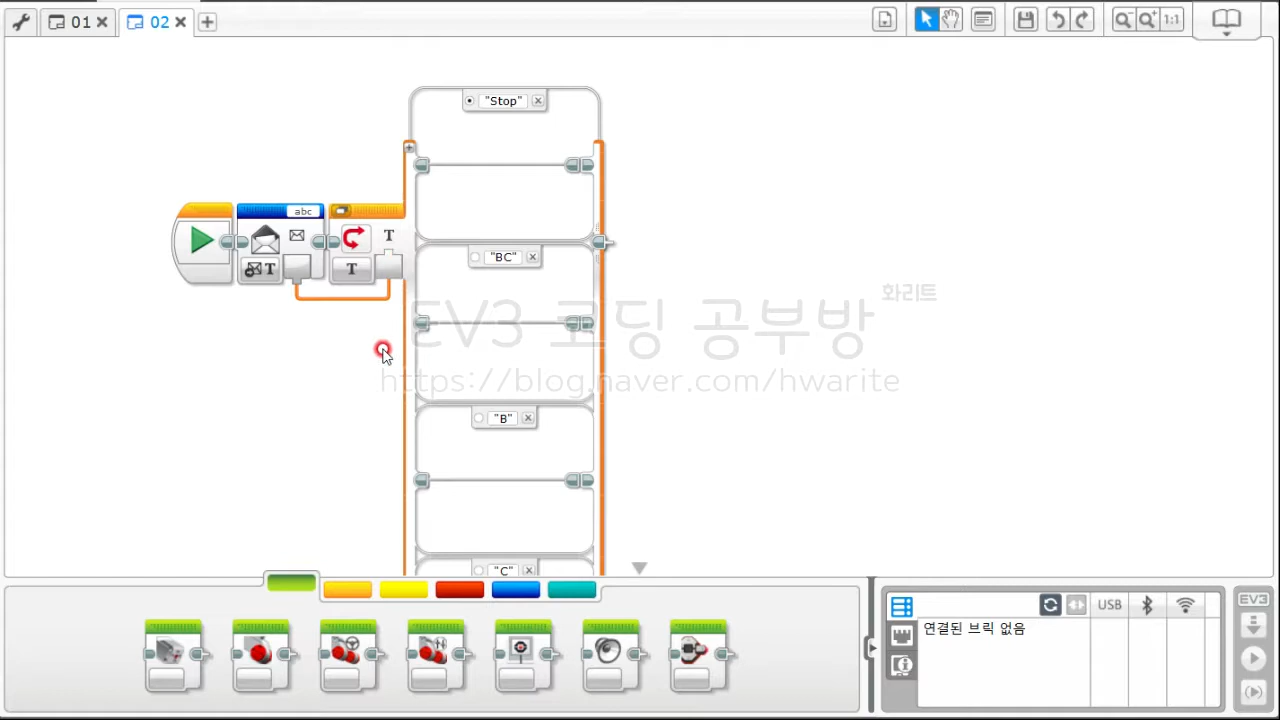 01
02
1:1
"Stop"
abc
T
T
T
"BC"
EV3 코딩 공부방 화리트
https://blog.naver.com/hwarite
"B"
"C"
USB
EV3
연결된 브릭 없음